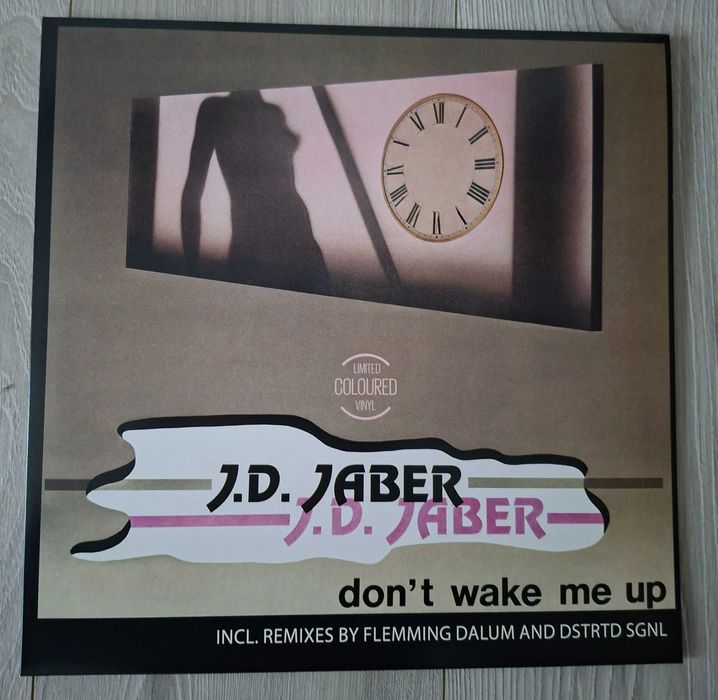 LIMITED
COLOURED
VINYL
J.D. JABER
J.D. JABER
don't wake me up
INCL. REMIXES BY FLEMMING DALUM AND DSTRTD SGNL